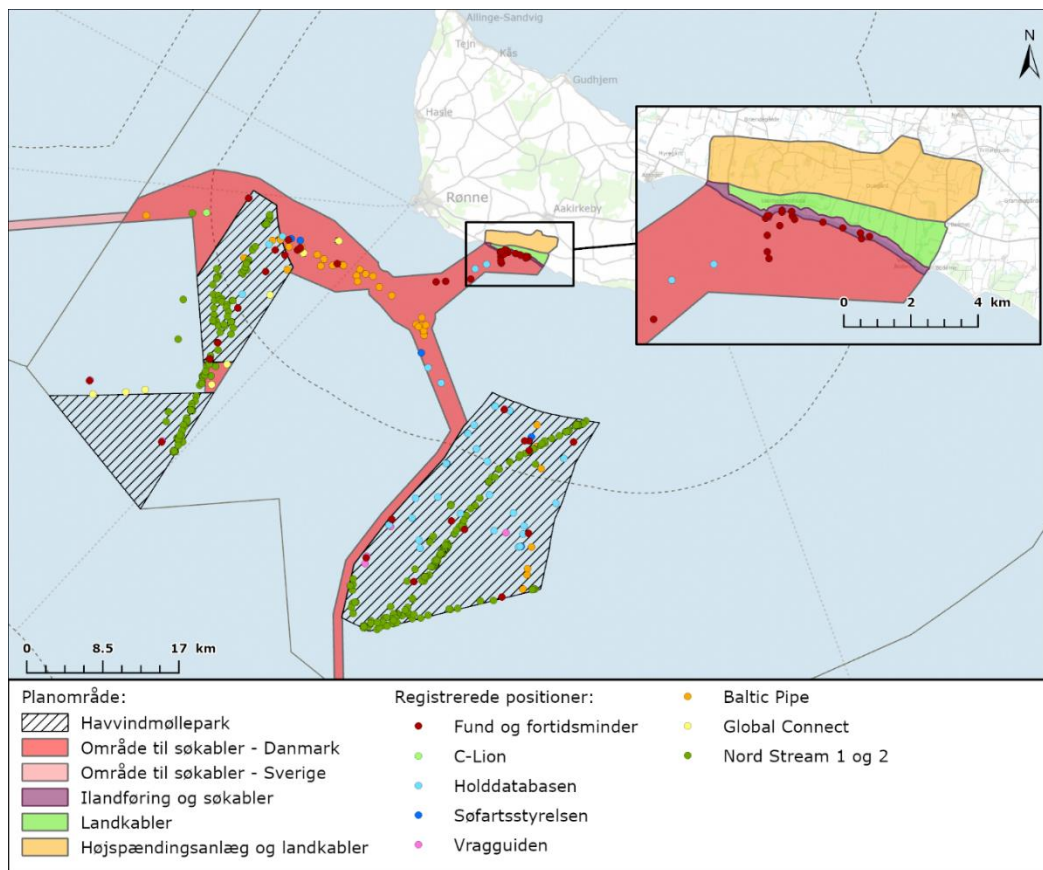 Allinge-Sandvig
Tejn
Kås
Gudhjem
Hasle
Rønne
Aakirkeby
N
0 2 4 km
0 8.5 17 km
Planområde:
Havvindmøllepark
Område til søkabler - Danmark
Område til søkabler - Sverige
Ilandføring og søkabler
Landkabler
Højspændingsanlæg og landkabler
Registrerede positioner:
Fund og fortidsminder
C-Lion
Holddatabasen
Søfartsstyrelsen
Vragguiden
Baltic Pipe
Global Connect
Nord Stream 1 og 2